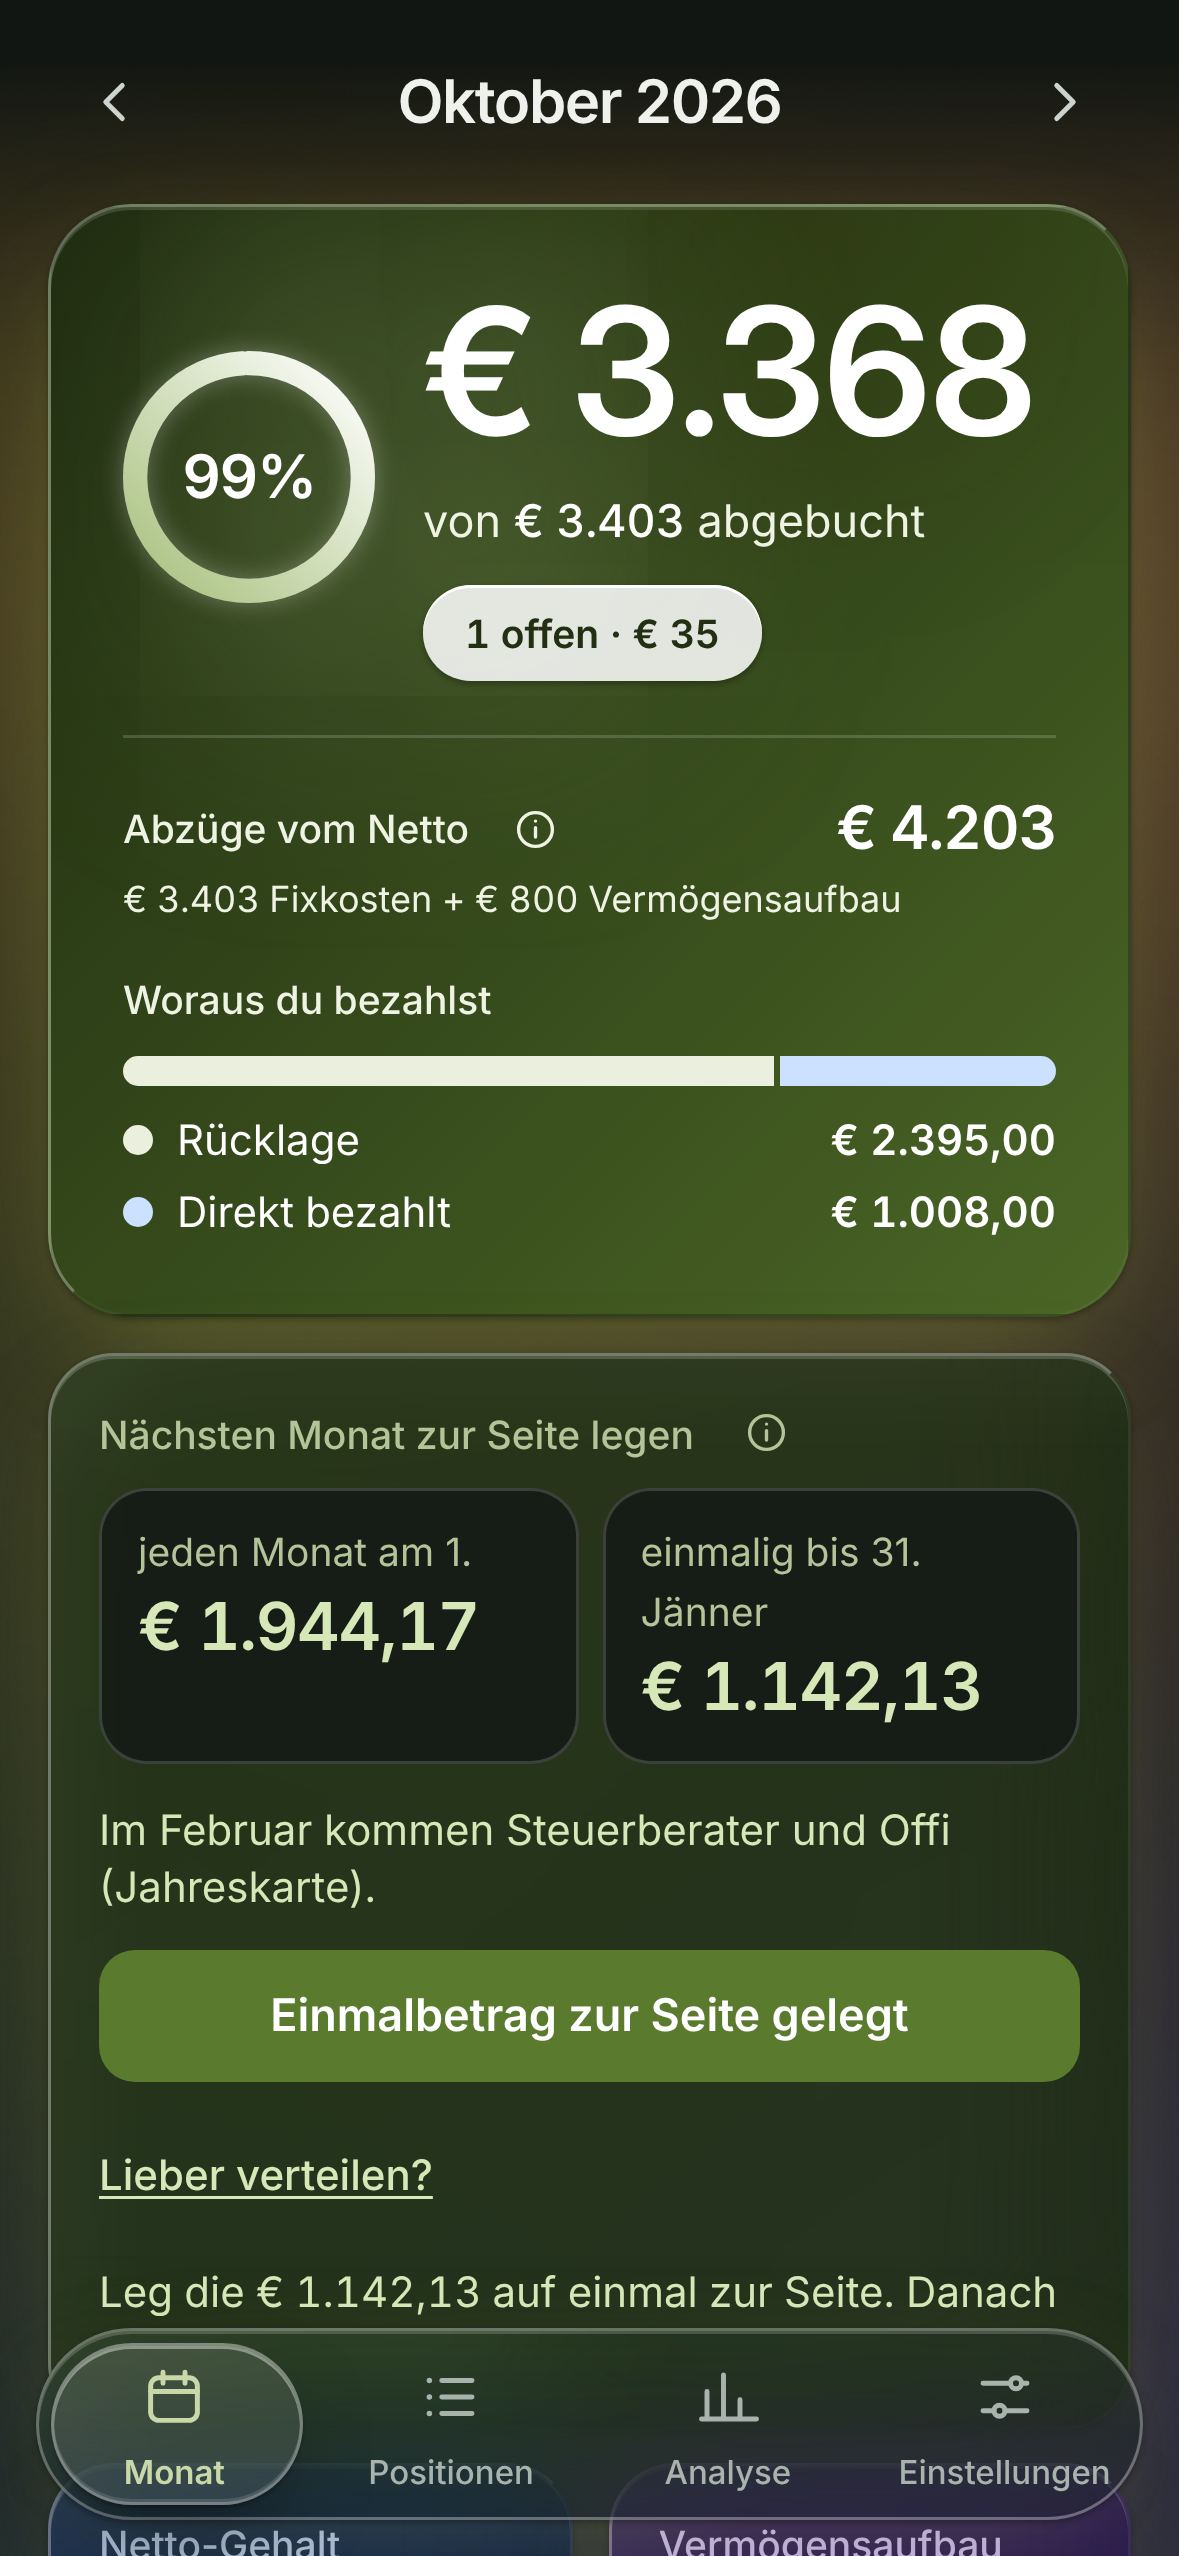 Oktober 2026
€ 3.368
99%
von € 3.403 abgebucht
1 offen · € 35
Abzüge vom Netto
€ 4.203
€ 3.403 Fixkosten + € 800 Vermögensaufbau
Woraus du bezahlst
Rücklage
€ 2.395,00
Direkt bezahlt
€ 1.008,00
Nächsten Monat zur Seite legen
jeden Monat am 1.
€ 1.944,17
einmalig bis 31.
Jänner
€ 1.142,13
Im Februar kommen Steuerberater und Offi
(Jahreskarte).
Einmalbetrag zur Seite gelegt
Lieber verteilen?
Leg die € 1.142,13 auf einmal zur Seite. Danach
Monat
Positionen
Analyse
Einstellungen
Netto-Gehalt
Vermögensaufbau